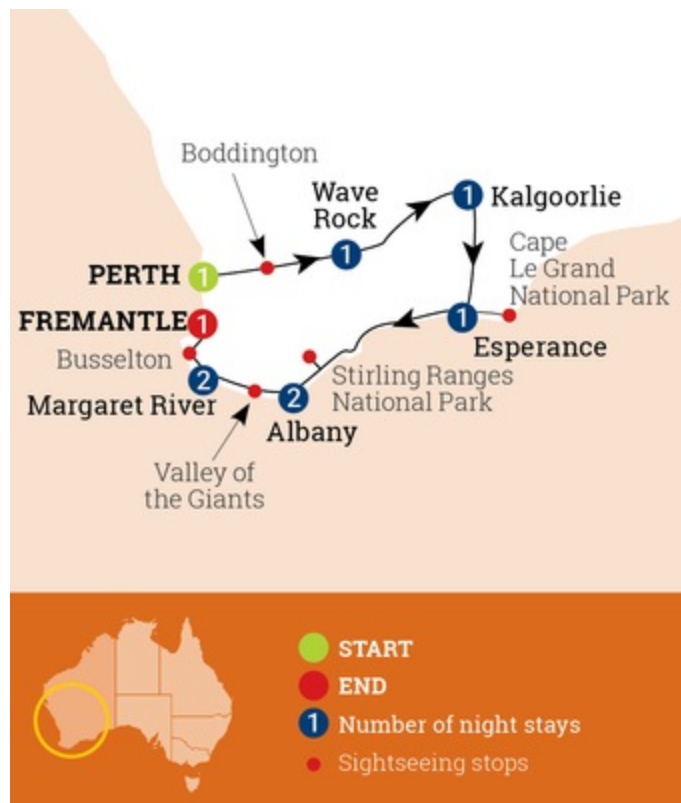 Boddington
Wave
Rock
1
Kalgoorlie
1
Cape
Le Grand
National Park
PERTH
1
FREMANTLE
1
1
Esperance
Busselton
2
Margaret River
Stirling Ranges
National Park
2
Albany
Valley of
the Giants
START
END
1
Number of night stays
Sightseeing stops